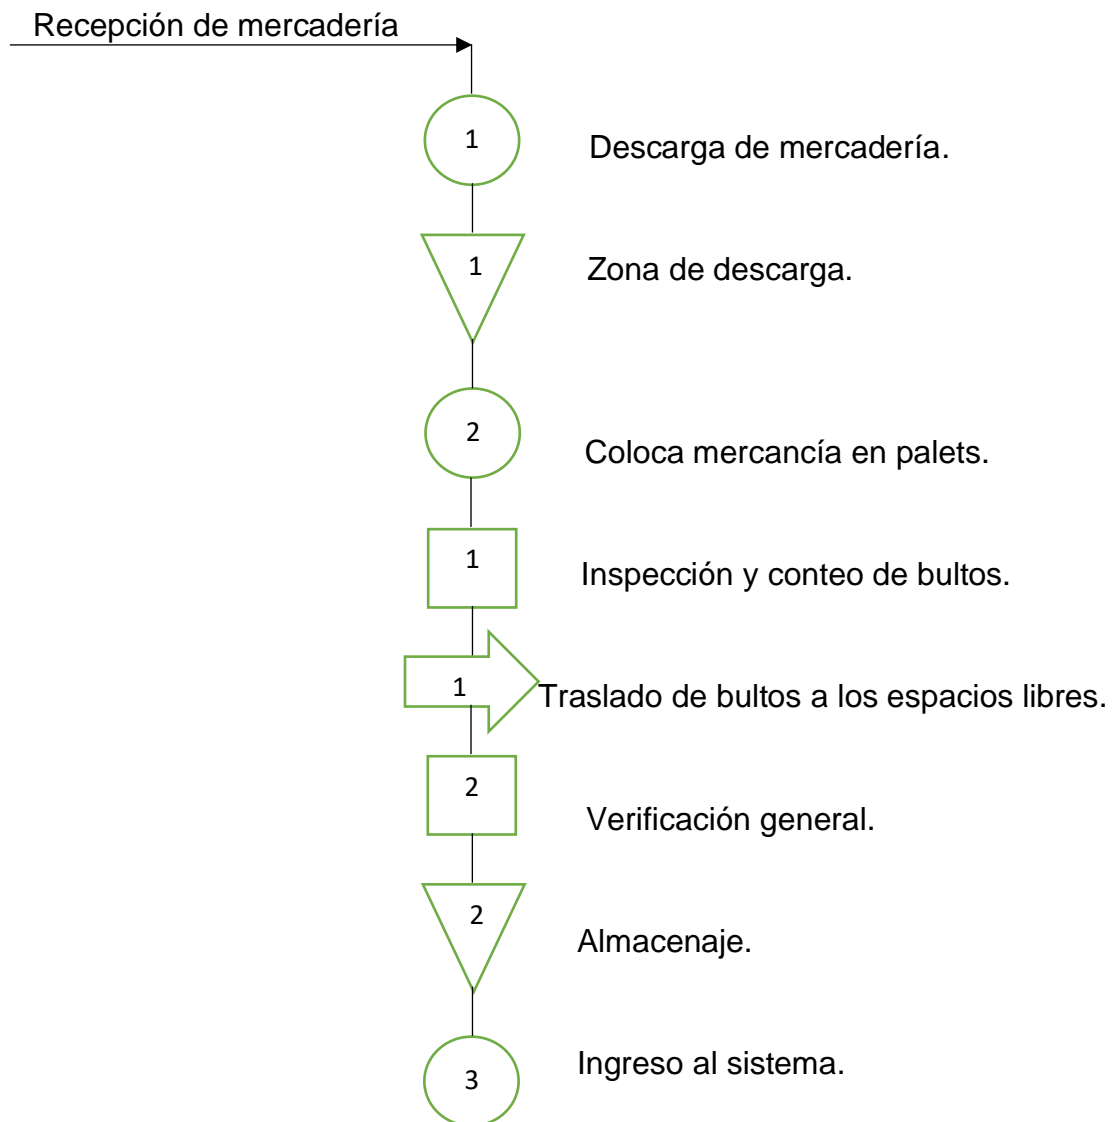 Recepción de mercadería
1
Descarga de mercadería.
1
Zona de descarga.
2
Coloca mercancía en palets.
1
Inspección y conteo de bultos.
1
Traslado de bultos a los espacios libres.
2
Verificación general.
2
Almacenaje.
3
Ingreso al sistema.